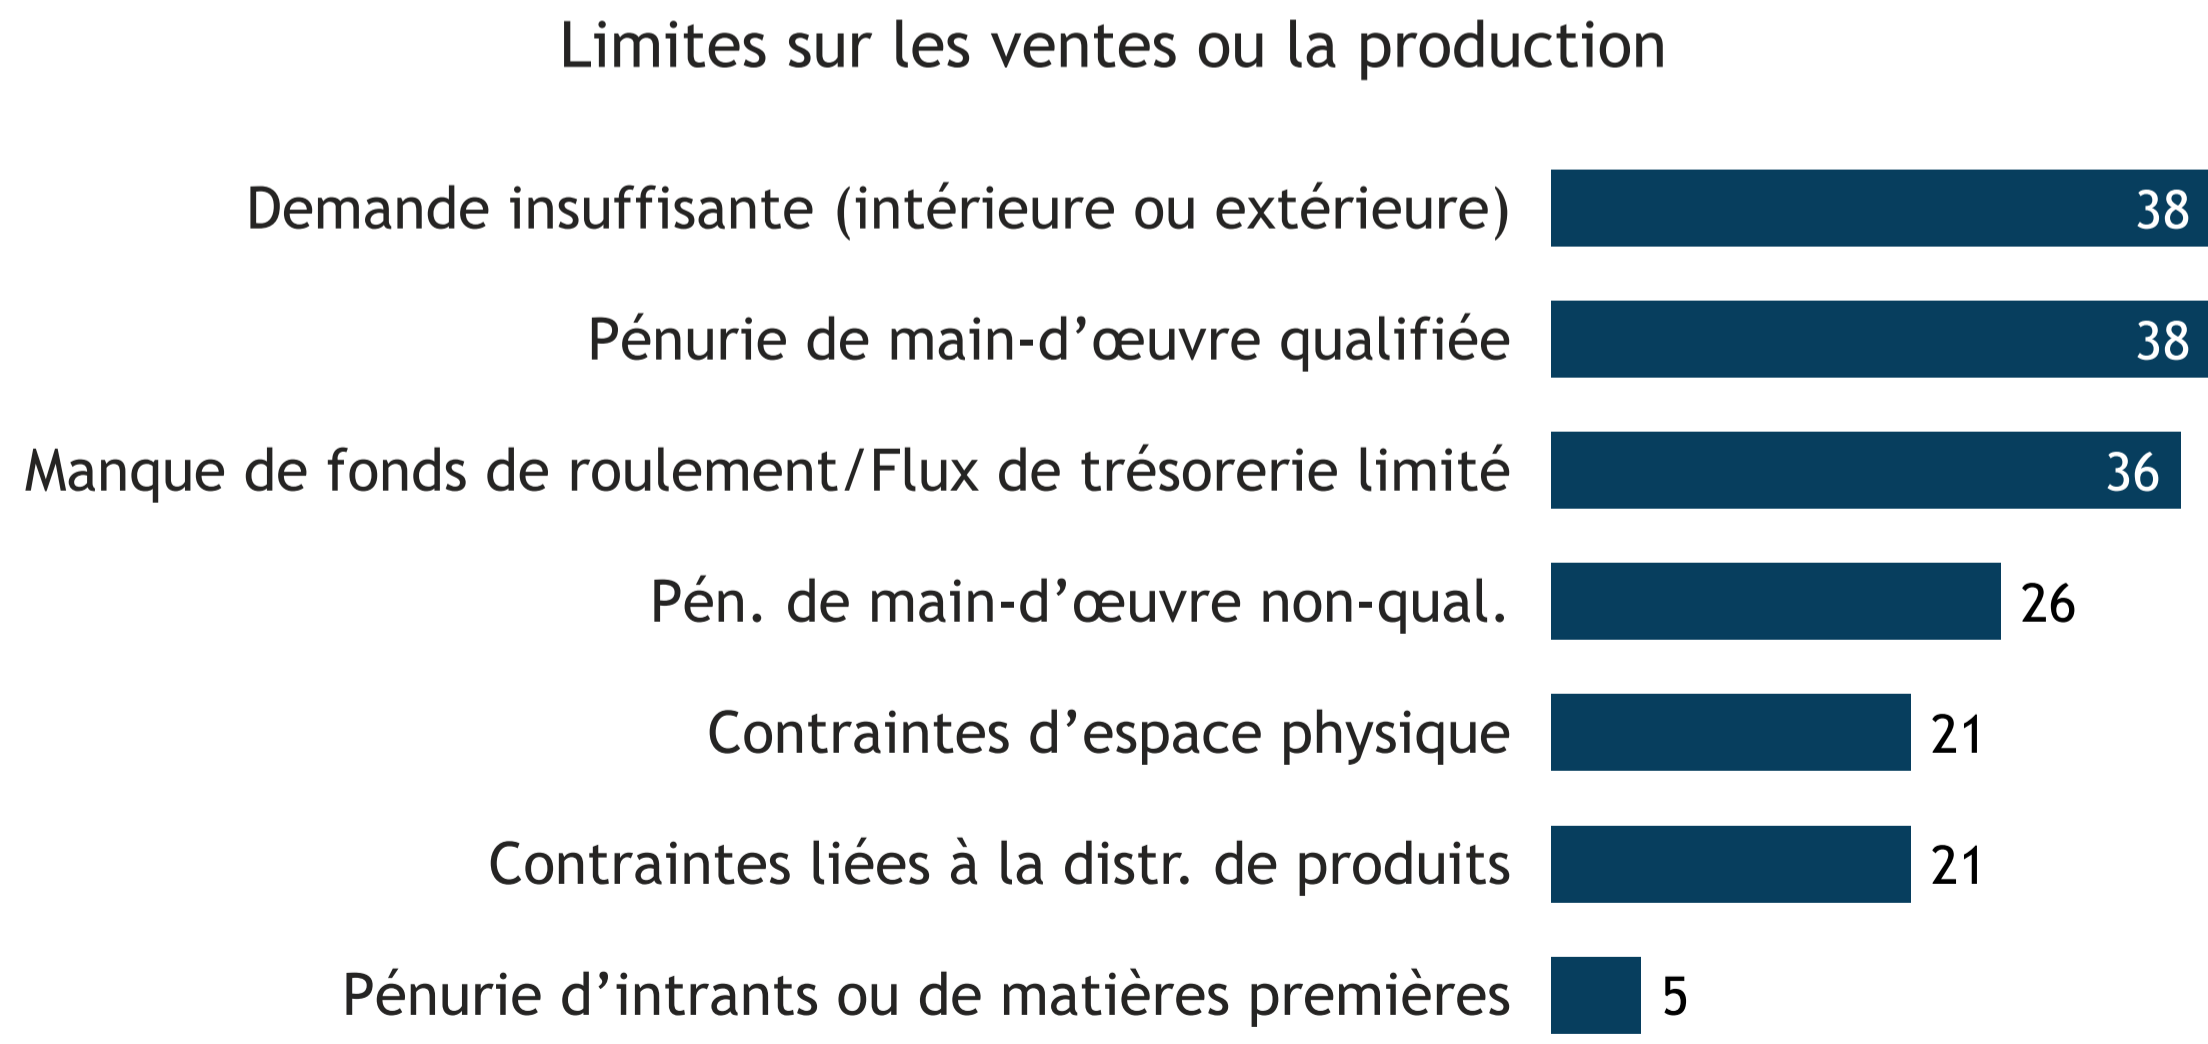 Limites sur les ventes ou la production
Demande insuffisante (intérieure ou extérieure) 38
Pénurie de main-d’œuvre qualifiée 38
Manque de fonds de roulement/Flux de trésorerie limité 36
Pén. de main-d’œuvre non-qual. 26
Contraintes d’espace physique 21
Contraintes liées à la distr. de produits 21
Pénurie d’intrants ou de matières premières 5